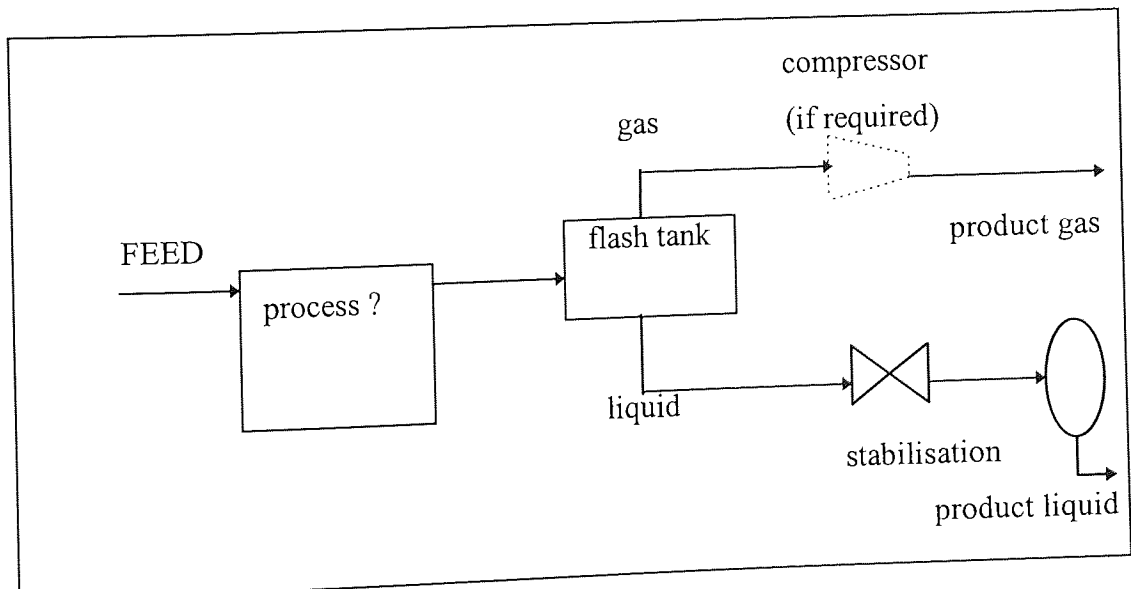 compressor
(if required)
gas
product gas
flash tank
FEED
process ?
liquid
stabilisation
product liquid